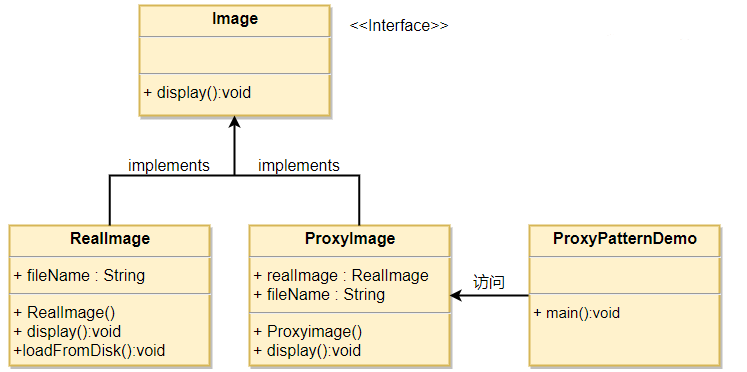 Image
<<Interface>>
+ display():void
implements
implements
RealImage
+ fileName : String
+ RealImage()
+ display():void
+loadFromDisk():void
ProxyImage
+ realImage : RealImage
+ fileName : String
+ Proxyimage()
+ display():void
访问
ProxyPatternDemo
+ main():void